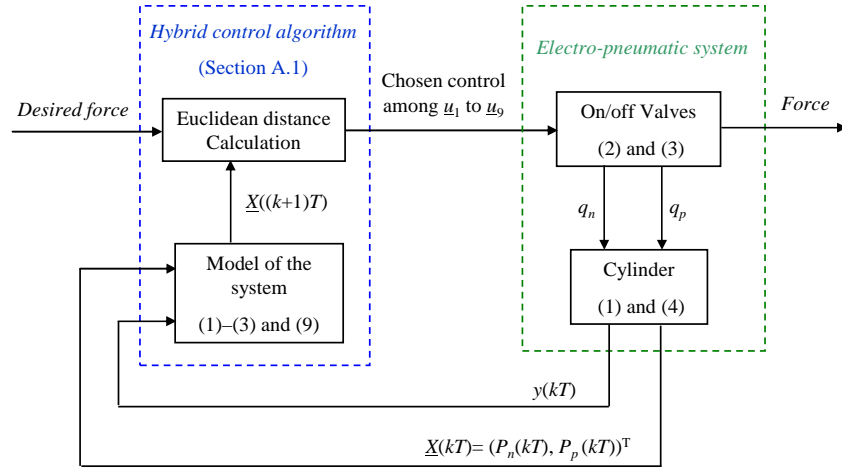 Hybrid control algorithm
(Section A.1)
Electro-pneumatic system
Desired force
Euclidean distance
Calculation
Chosen control
among u1 to u9
On/off Valves
(2) and (3)
Force
X((k+1)T)
qn
qp
Model of the
system
(1)–(3) and (9)
Cylinder
(1) and (4)
y(kT)
X(kT)= (Pn(kT), Pp(kT))T